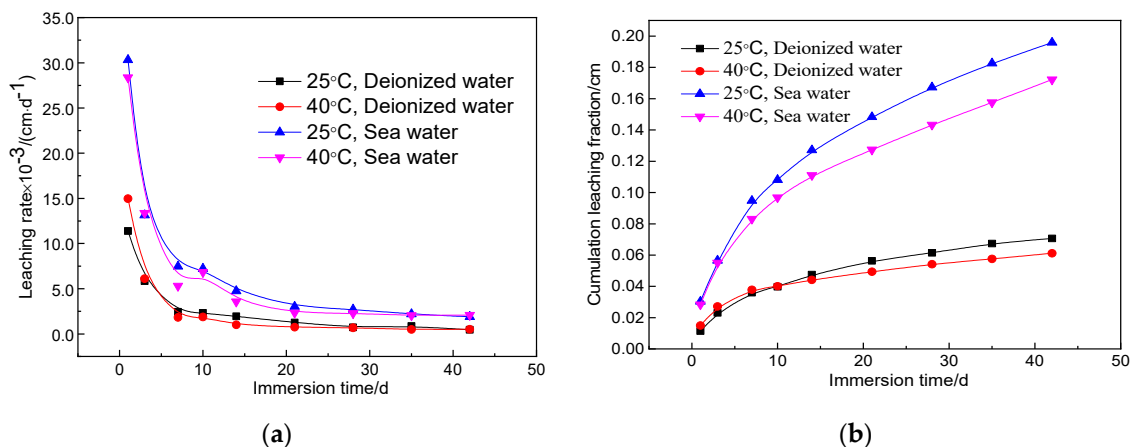 35.0
30.0
25.0
20.0
15.0
10.0
5.0
0.0
Leaching rate×10⁻³/(cm·d⁻¹)
25°C, Deionized water
40°C, Deionized water
25°C, Sea water
40°C, Sea water
0 10 20 30 40 50
Immersion time/d
(a)
0.20
0.18
0.16
0.14
0.12
0.10
0.08
0.06
0.04
0.02
0.00
Cumulation leaching fraction/cm
25°C, Deionized water
40°C, Deionized water
25°C, Sea water
40°C, Sea water
0 10 20 30 40 50
Immersion time/d
(b)